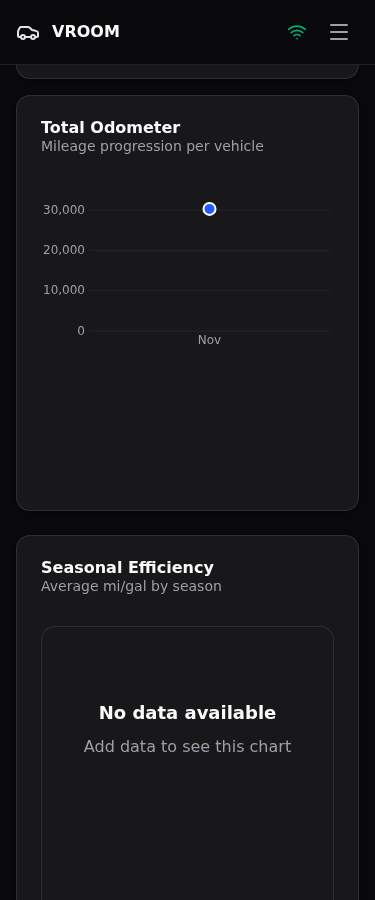 VROOM
Total Odometer
Mileage progression per vehicle
30,000
20,000
10,000
0
Nov
Seasonal Efficiency
Average mi/gal by season
No data available
Add data to see this chart